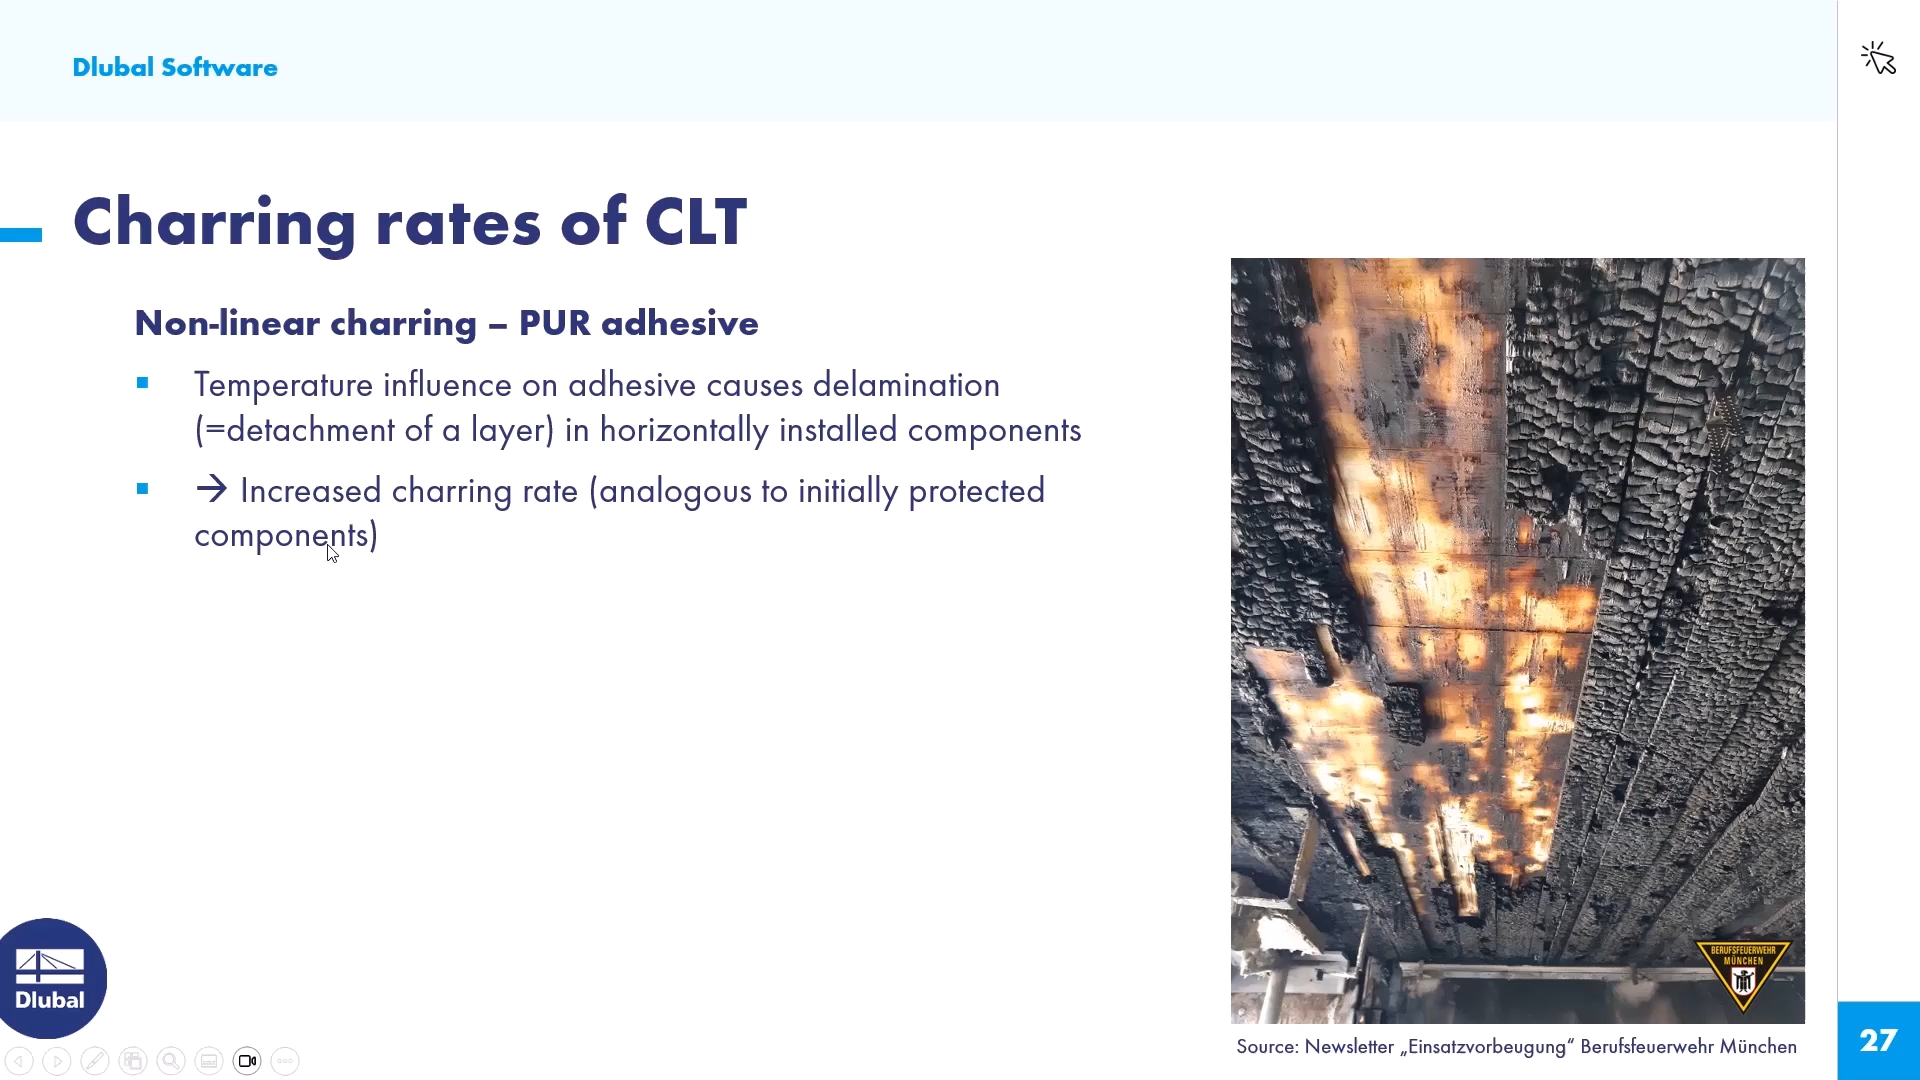 Dlubal Software
Charring rates of CLT
Non-linear charring – PUR adhesive
Temperature influence on adhesive causes delamination
(=detachment of a layer) in horizontally installed components
→ Increased charring rate (analogous to initially protected
components)
BERUFSFEUERWEHR
MÜNCHEN
Dlubal
Source: Newsletter „Einsatzvorbeugung“ Berufsfeuerwehr München
27